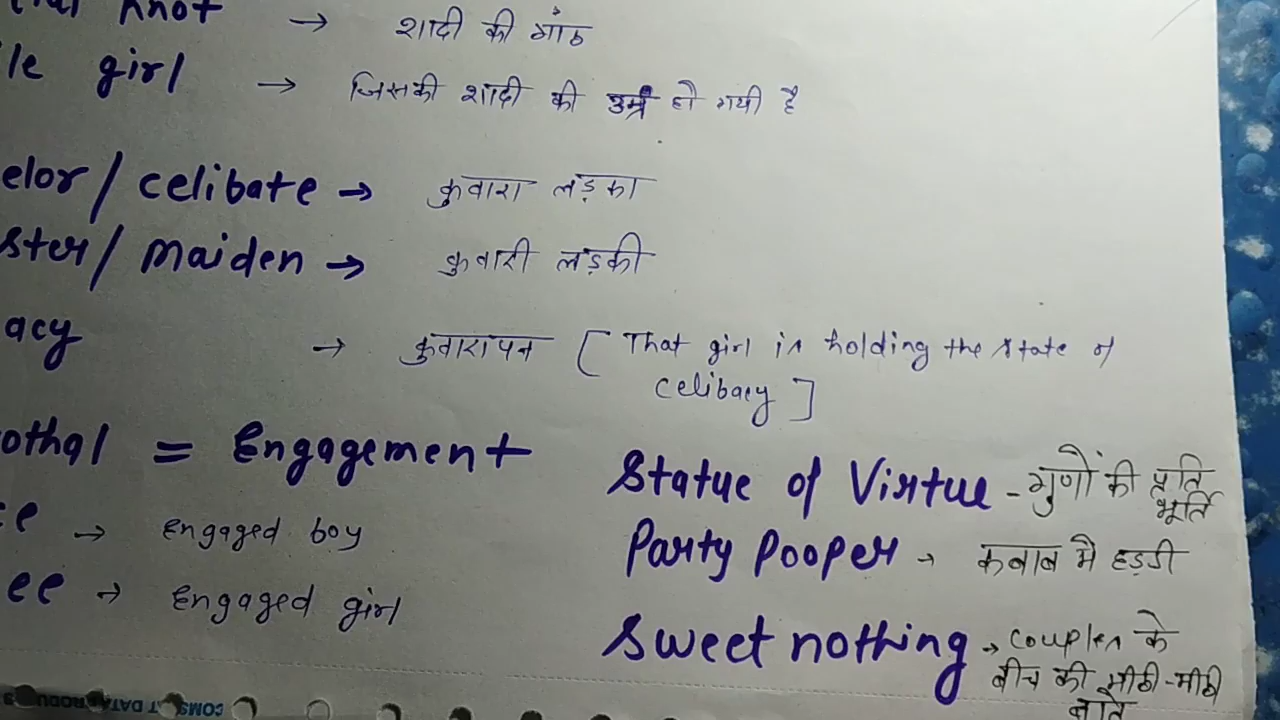 knot → शादी की गांठ
girl → जिसकी शादी की उम्र हो गयी है
elor / celibate → कुवारा लड़का
ster / maiden → कुवारी लड़की
acy → कुवारापन [ That girl is holding the state of
celibacy ]
othal = Engagement
ce → Engaged boy
ee → Engaged girl
Statue of Virtue - गुणों की प्रति
मूर्ति
Party Pooper → कबाब मे हड्डी
Sweet nothing → couples के
बीच की मीठी-मीठी
बाते